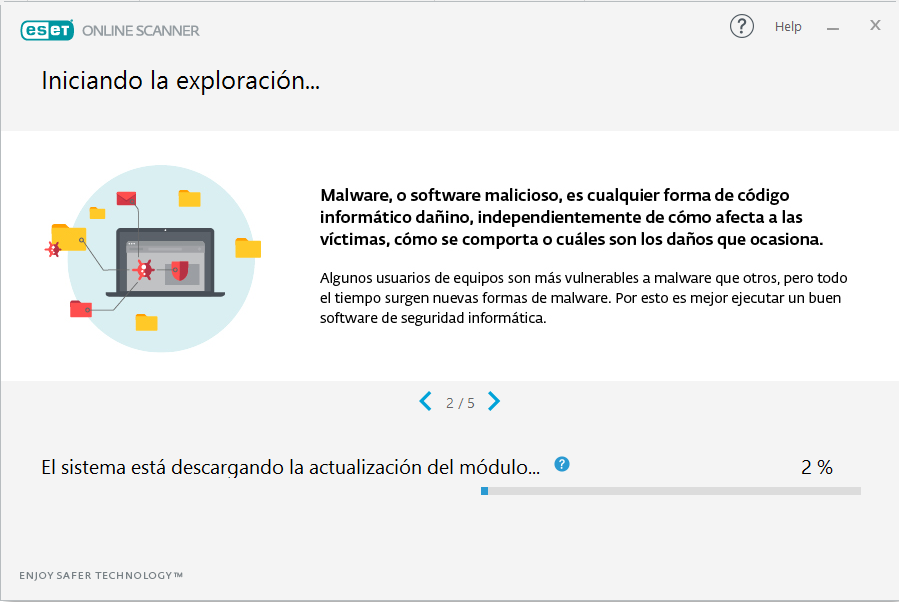 eseT ONLINE SCANNER
? Help
Iniciando la exploración...
Malware, o software malicioso, es cualquier forma de código
informático dañino, independientemente de cómo afecta a las
víctimas, cómo se comporta o cuáles son los daños que ocasiona.
Algunos usuarios de equipos son más vulnerables a malware que otros, pero todo
el tiempo surgen nuevas formas de malware. Por esto es mejor ejecutar un buen
software de seguridad informática.
2 / 5
El sistema está descargando la actualización del módulo... ? 2 %
ENJOY SAFER TECHNOLOGY™